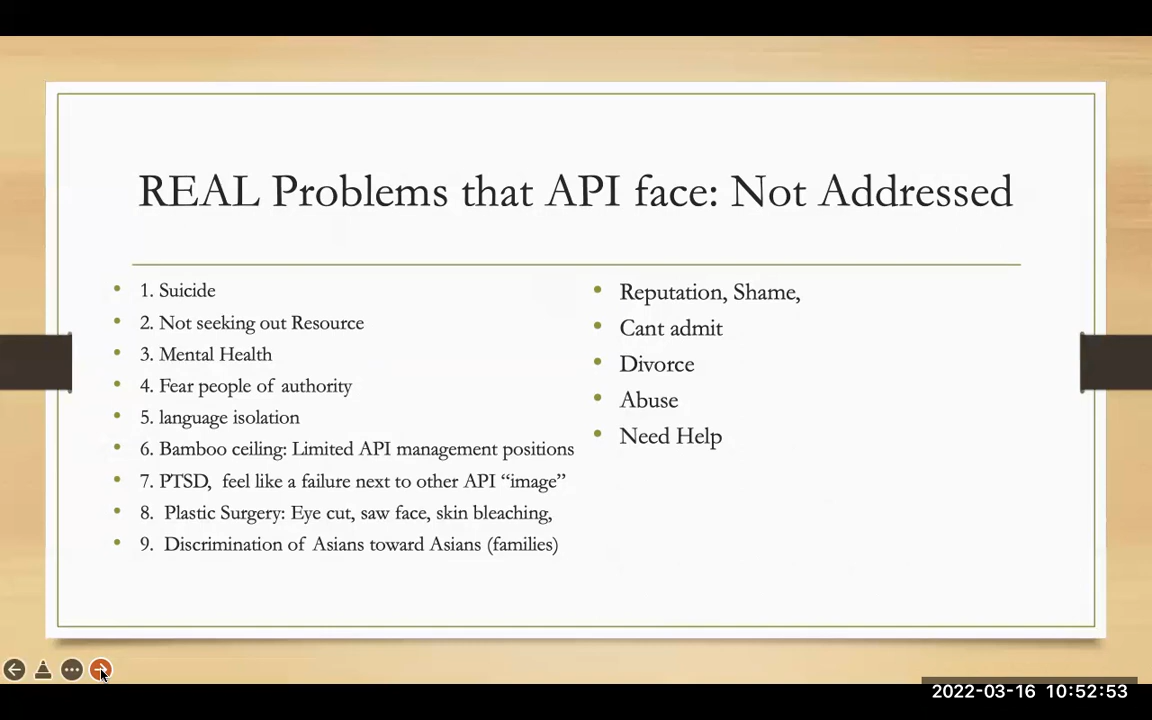 REAL Problems that API face: Not Addressed
1. Suicide
2. Not seeking out Resource
3. Mental Health
4. Fear people of authority
5. language isolation
6. Bamboo ceiling: Limited API management positions
7. PTSD, feel like a failure next to other API “image”
8. Plastic Surgery: Eye cut, saw face, skin bleaching,
9. Discrimination of Asians toward Asians (families)
Reputation, Shame,
Cant admit
Divorce
Abuse
Need Help
2022-03-16 10:52:53